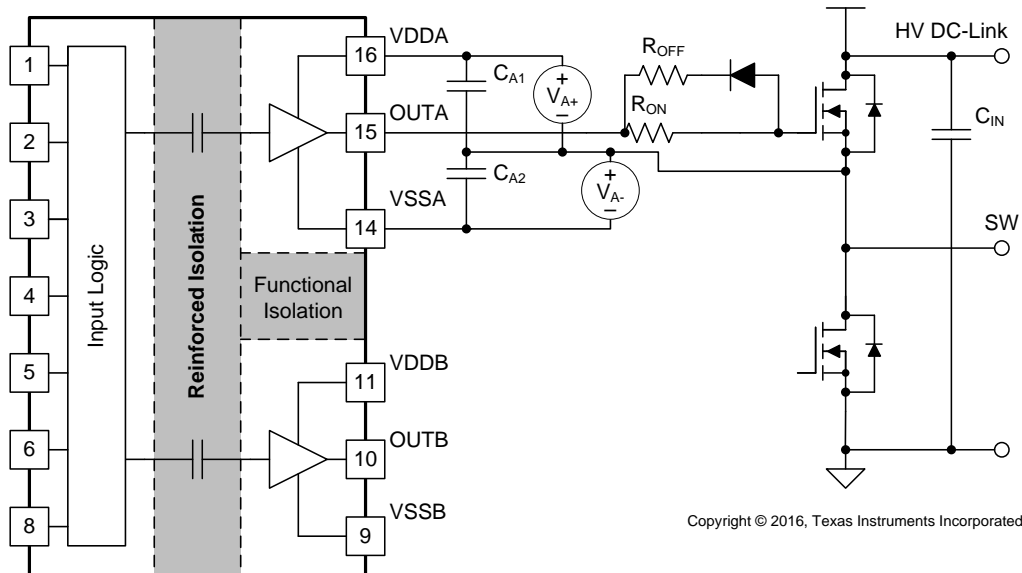 1
2
3
4
5
6
8
Input Logic
Reinforced Isolation
Functional
Isolation
VDDA
16
OUTA
15
VSSA
14
VDDB
11
OUTB
10
VSSB
9
CA1
CA2
+
VA+
–
+
VA-
–
ROFF
RON
HV DC-Link
CIN
SW
Copyright © 2016, Texas Instruments Incorporated